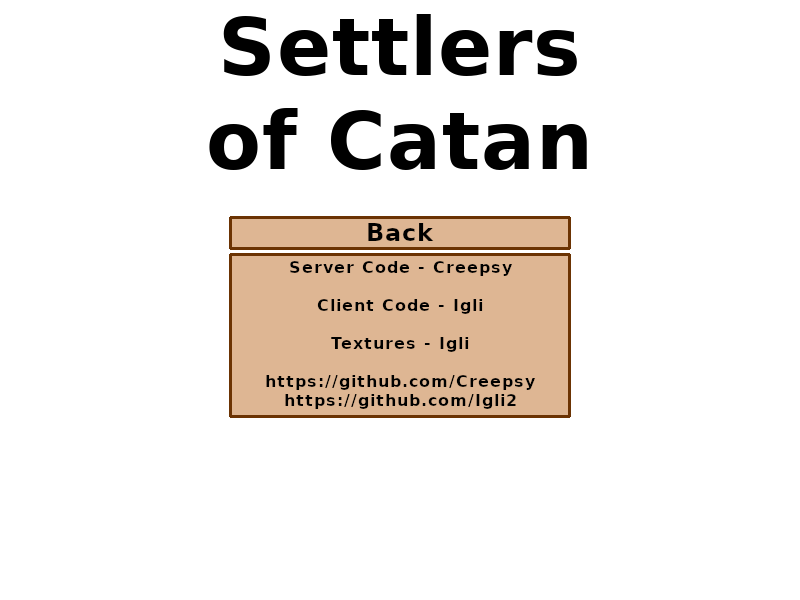 Settlers
of Catan
Back
Server Code - Creepsy
Client Code - Igli
Textures - Igli
https://github.com/Creepsy
https://github.com/Igli2